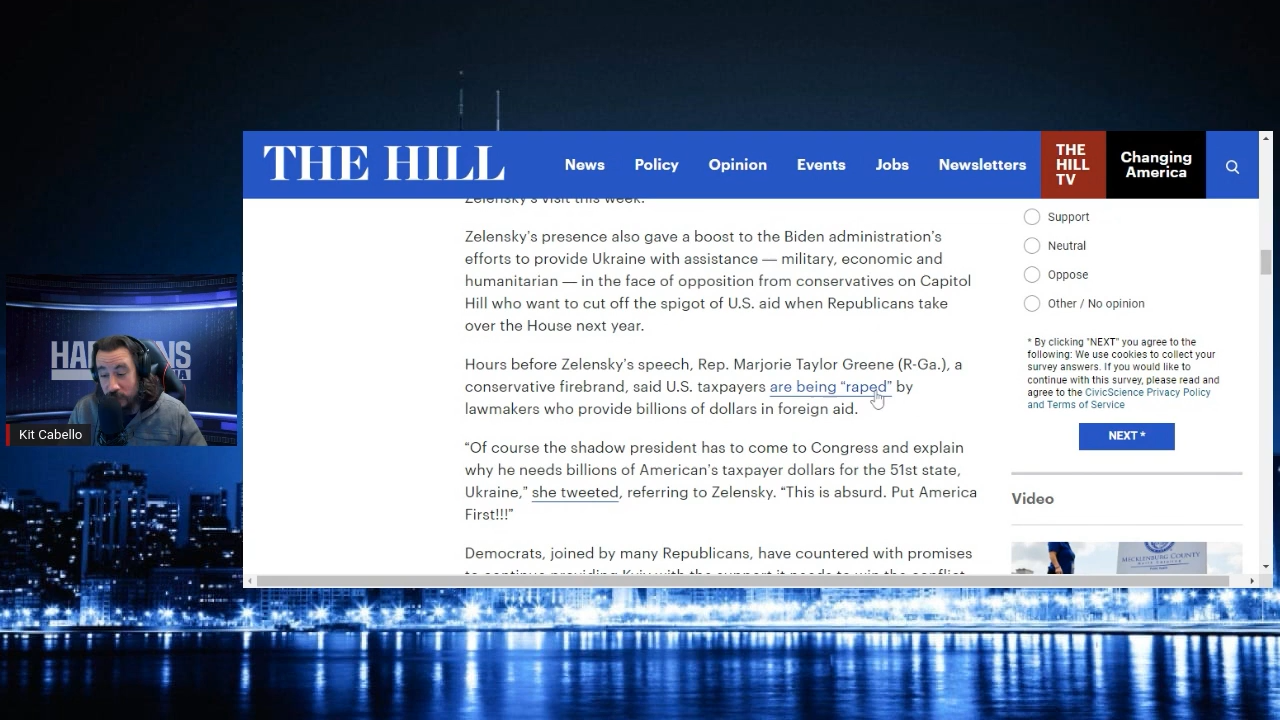 THE HILL
News
Policy
Opinion
Events
Jobs
Newsletters
THE
HILL
TV
Changing
America
Zelensky's visit this week.
Zelensky's presence also gave a boost to the Biden administration's
efforts to provide Ukraine with assistance — military, economic and
humanitarian — in the face of opposition from conservatives on Capitol
Hill who want to cut off the spigot of U.S. aid when Republicans take
over the House next year.
Hours before Zelensky's speech, Rep. Marjorie Taylor Greene (R-Ga.), a
conservative firebrand, said U.S. taxpayers are being “raped” by
lawmakers who provide billions of dollars in foreign aid.
“Of course the shadow president has to come to Congress and explain
why he needs billions of American's taxpayer dollars for the 51st state,
Ukraine,” she tweeted, referring to Zelensky. “This is absurd. Put America
First!!!”
Democrats, joined by many Republicans, have countered with promises
Support
Neutral
Oppose
Other / No opinion
* By clicking "NEXT" you agree to the
following: We use cookies to collect your
survey answers. If you would like to
continue with this survey, please read and
agree to the CivicScience Privacy Policy
and Terms of Service
NEXT *
Video
MECKLENBURG COUNTY
Kit Cabello